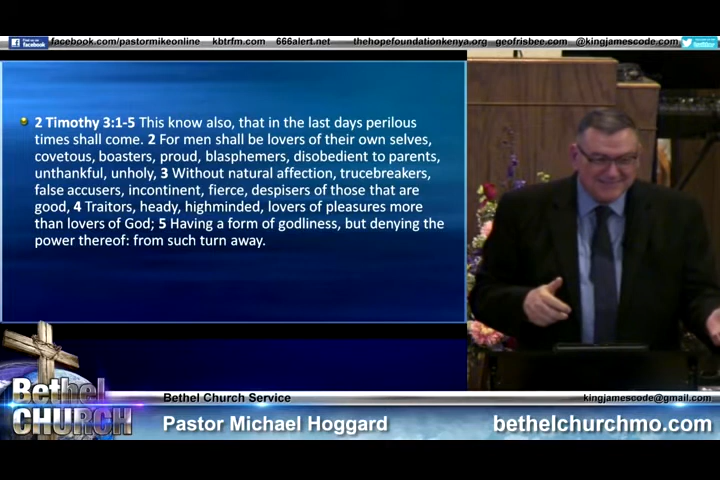 facebook.com/pastormikeonline kbtrfm.com 666alert.net thehopefoundationkenya.org geofrisbee.com @kingjamescode.com
2 Timothy 3:1-5 This know also, that in the last days perilous
times shall come. 2 For men shall be lovers of their own selves,
covetous, boasters, proud, blasphemers, disobedient to parents,
unthankful, unholy, 3 Without natural affection, trucebreakers,
false accusers, incontinent, fierce, despisers of those that are
good, 4 Traitors, heady, highminded, lovers of pleasures more
than lovers of God; 5 Having a form of godliness, but denying the
power thereof: from such turn away.
Bethel
CHURCH
Bethel Church Service
kingjamescode@gmail.com
Pastor Michael Hoggard
bethelchurchmo.com